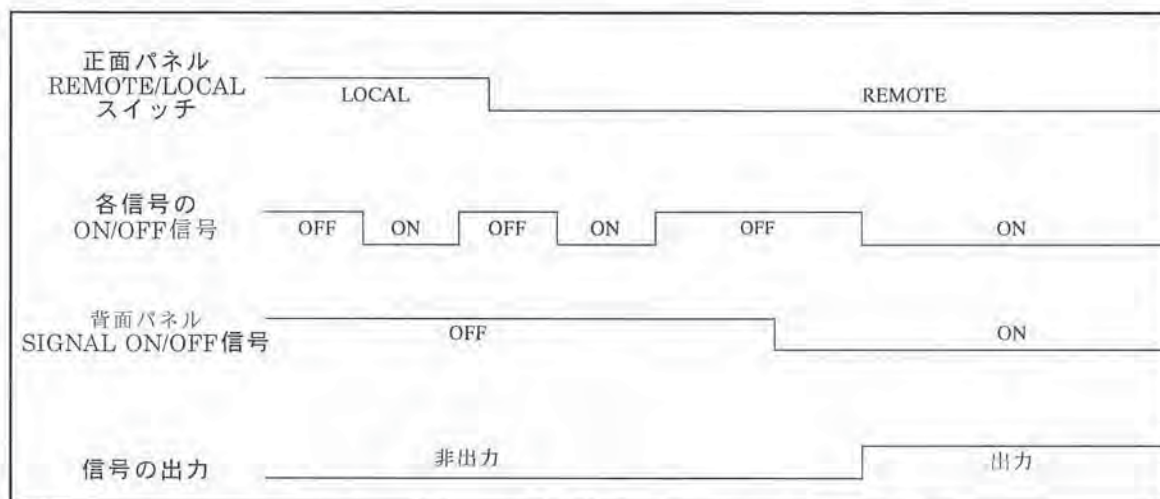 正面パネル
REMOTE/LOCAL
スイッチ
LOCAL
REMOTE
各信号の
ON/OFF信号
OFF
ON
OFF
ON
OFF
ON
背面パネル
SIGNAL ON/OFF信号
OFF
ON
信号の出力
非出力
出力